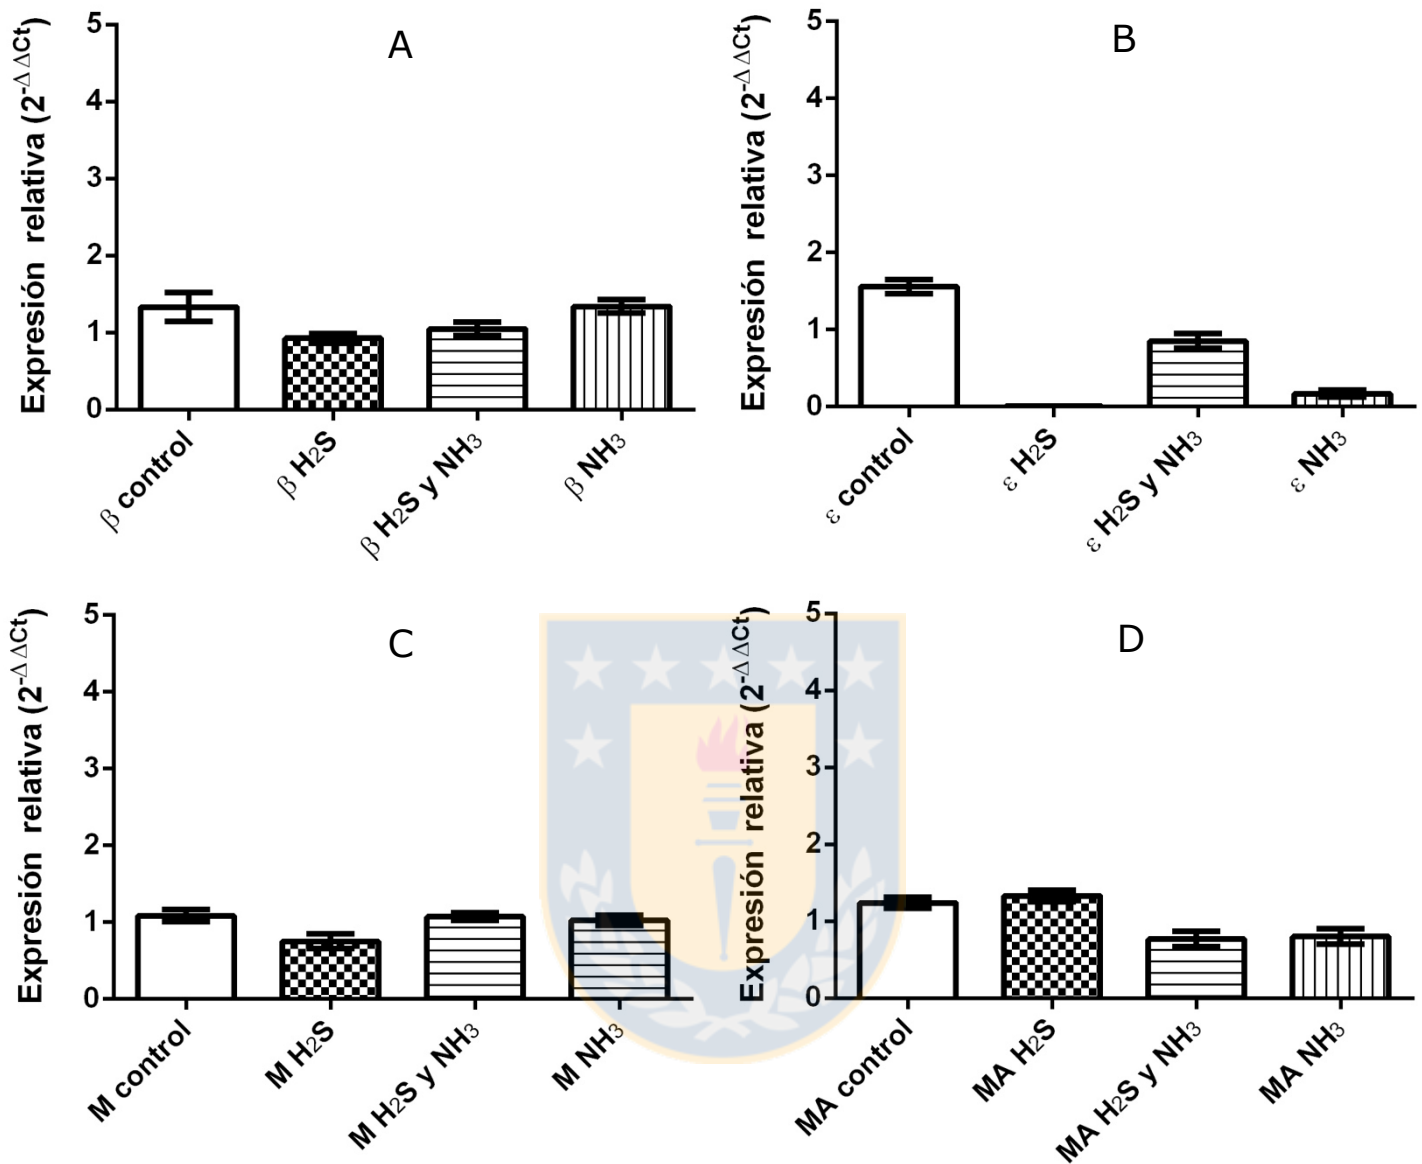 A
Expresión relativa (2-ΔΔCt)
5
4
3
2
1
0
β control
β H2S
β H2S y NH3
β NH3
B
Expresión relativa (2-ΔΔCt)
5
4
3
2
1
0
ε control
ε H2S
ε H2S y NH3
ε NH3
C
Expresión relativa (2-ΔΔCt)
5
4
3
2
1
0
M control
M H2S
M H2S y NH3
M NH3
D
Expresión relativa (2-ΔΔCt)
5
4
3
2
1
0
MA control
MA H2S
MA H2S y NH3
MA NH3